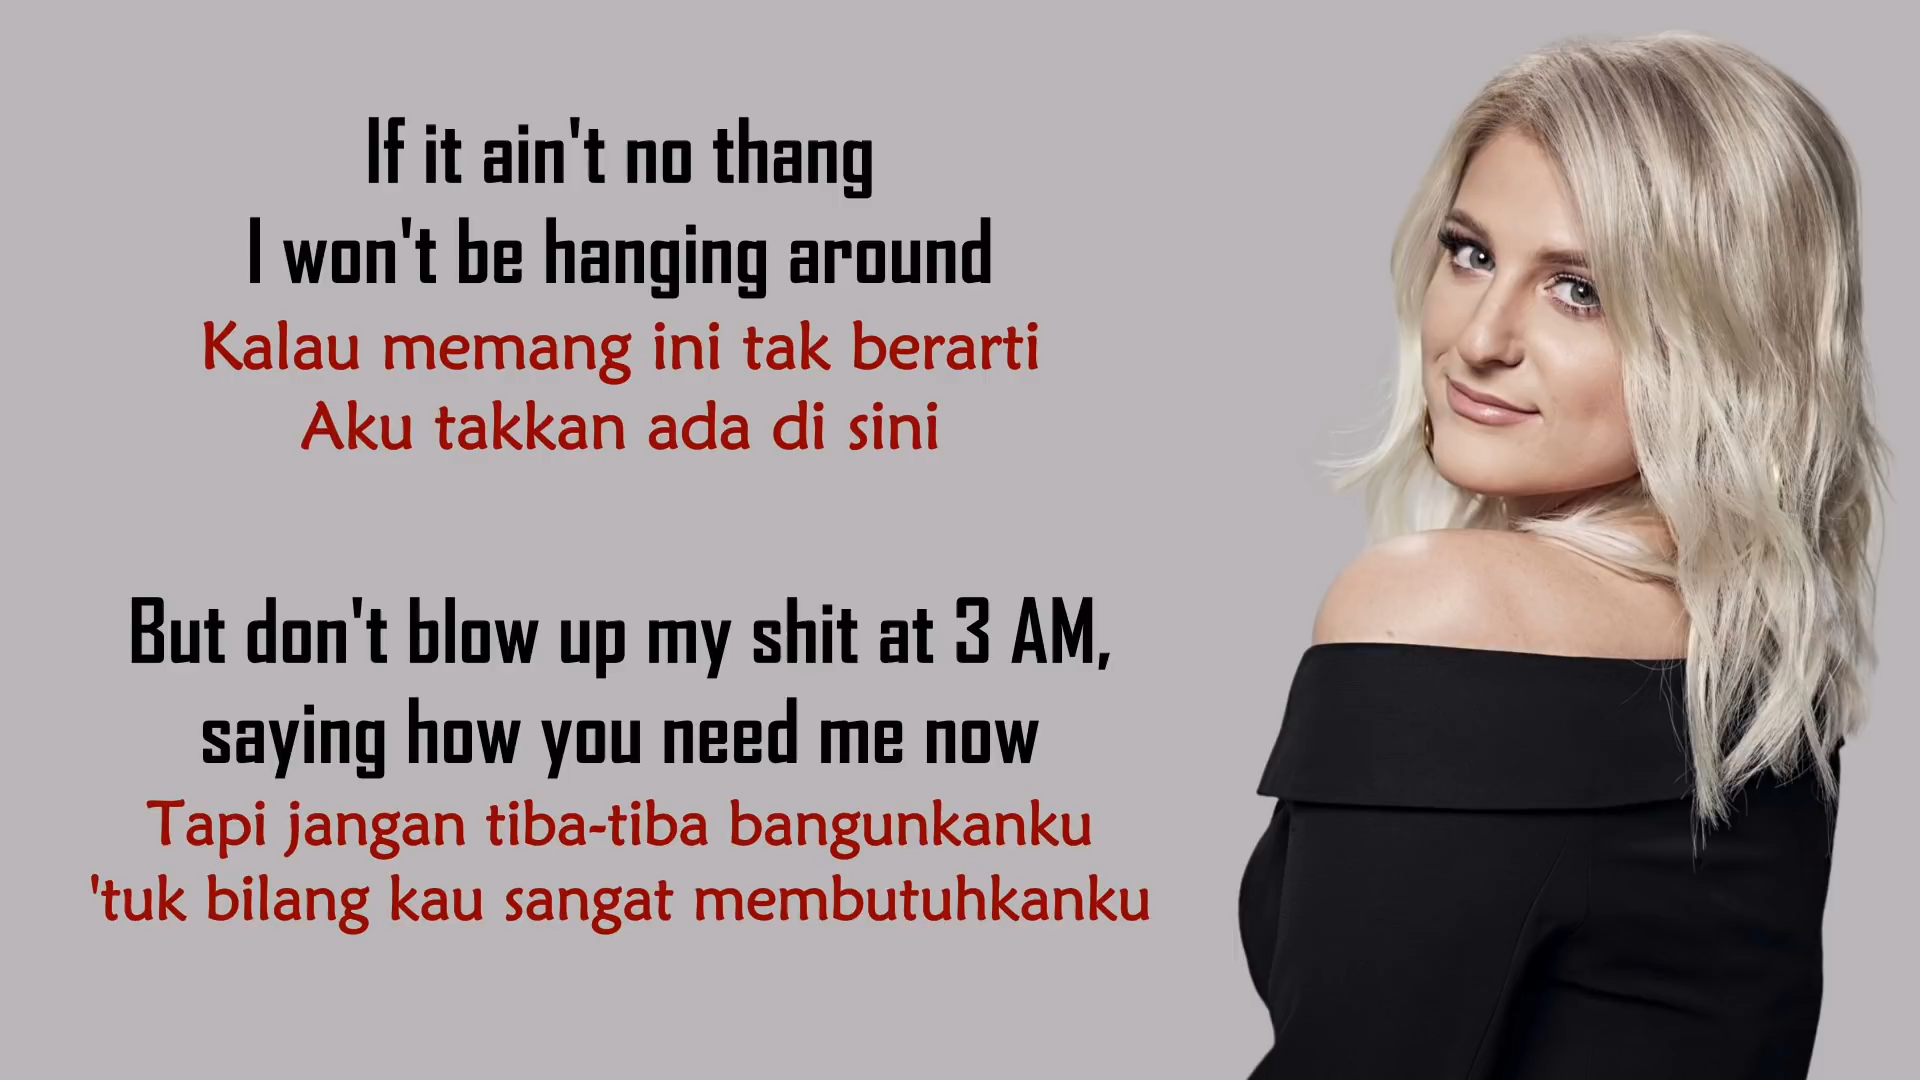 If it ain't no thang
I won't be hanging around
Kalau memang ini tak berarti
Aku takkan ada di sini
But don't blow up my shit at 3 AM,
saying how you need me now
Tapi jangan tiba-tiba bangunkanku
'tuk bilang kau sangat membutuhkanku